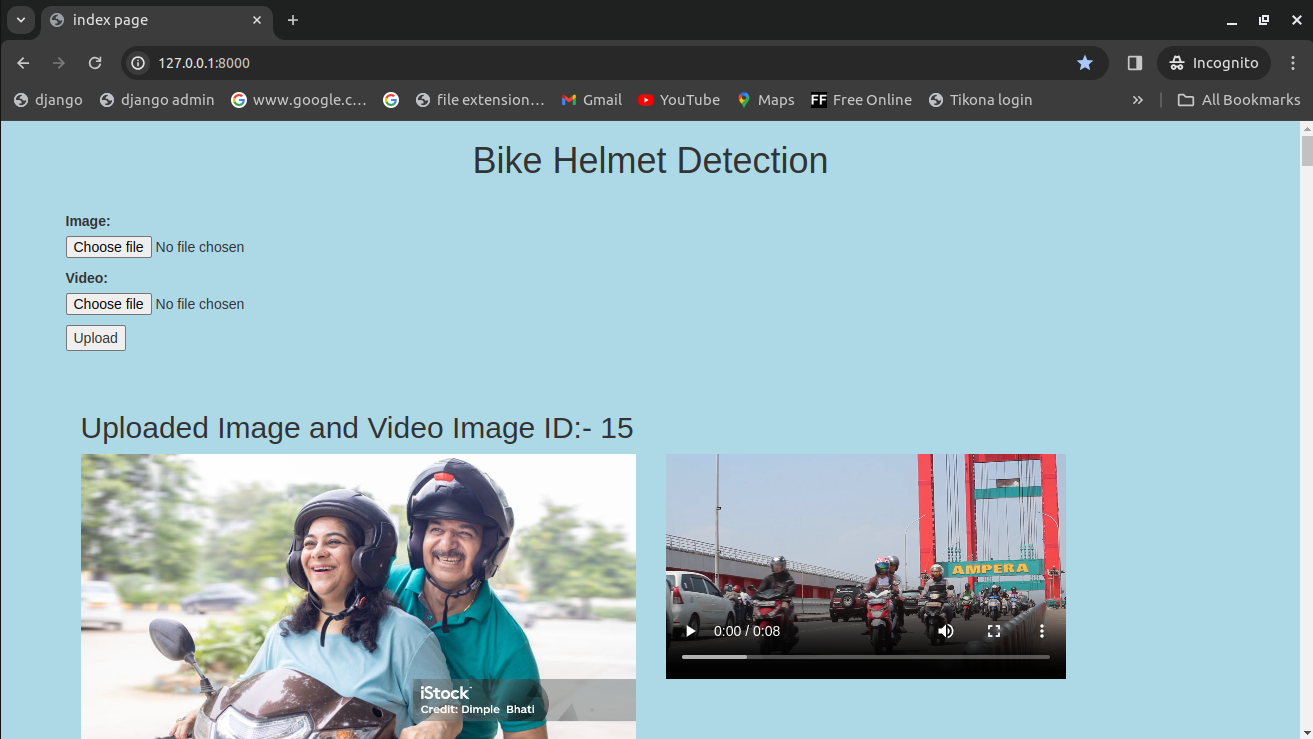 index page
127.0.0.1:8000
Incognito
django
django admin
www.google.c...
file extension...
Gmail
YouTube
Maps
FF Free Online
Tikona login
All Bookmarks
Bike Helmet Detection
Image:
Choose file No file chosen
Video:
Choose file No file chosen
Upload
Uploaded Image and Video Image ID:- 15
AMPERA
0:00 / 0:08
iStock
Credit: Dimple Bhati